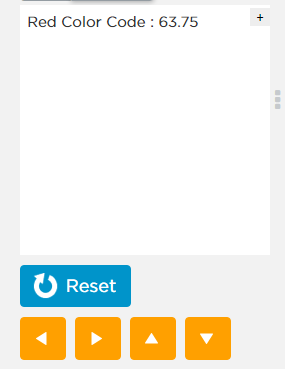 Red Color Code : 63.75
+
Reset